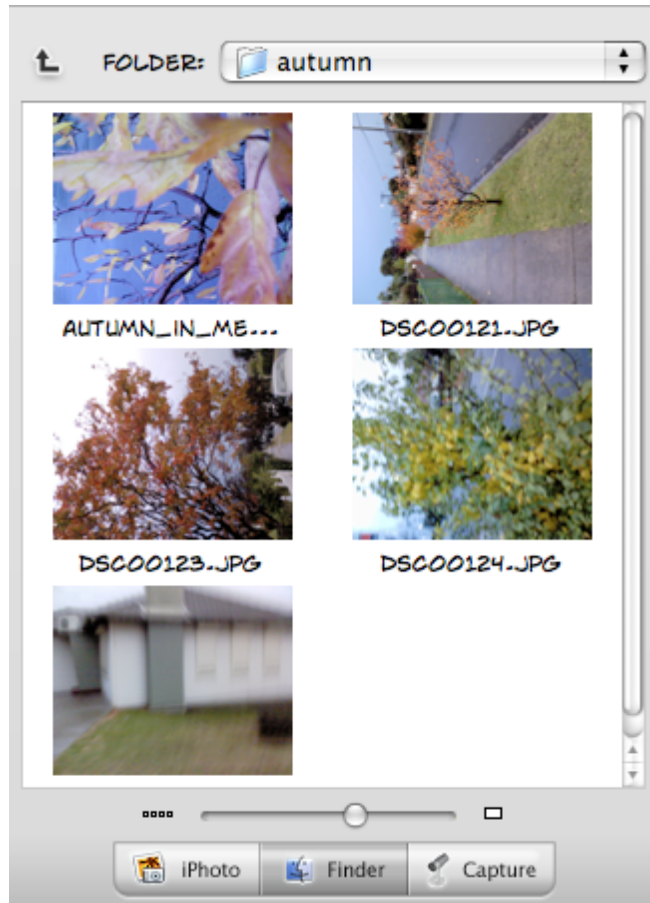 FOLDER: autumn
AUTUMN_IN_ME... DSC00121.JPG
DSC00123.JPG DSC00124.JPG
iPhoto Finder Capture